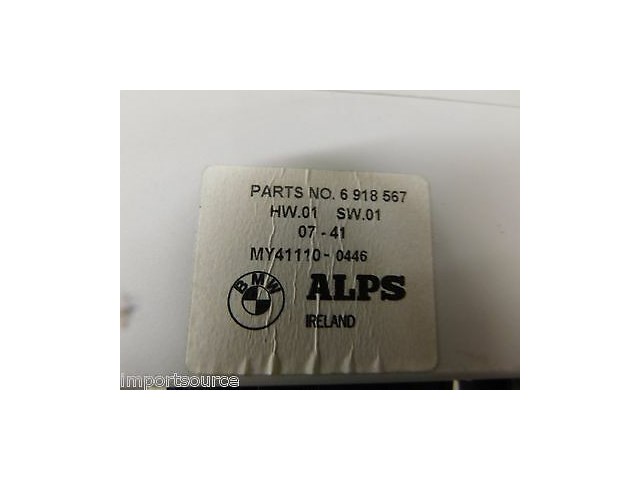 PARTS NO. 6 918 567
HW.01 SW.01
07 - 41
MY41110 - 0446
BMW ALPS
IRELAND
importsource